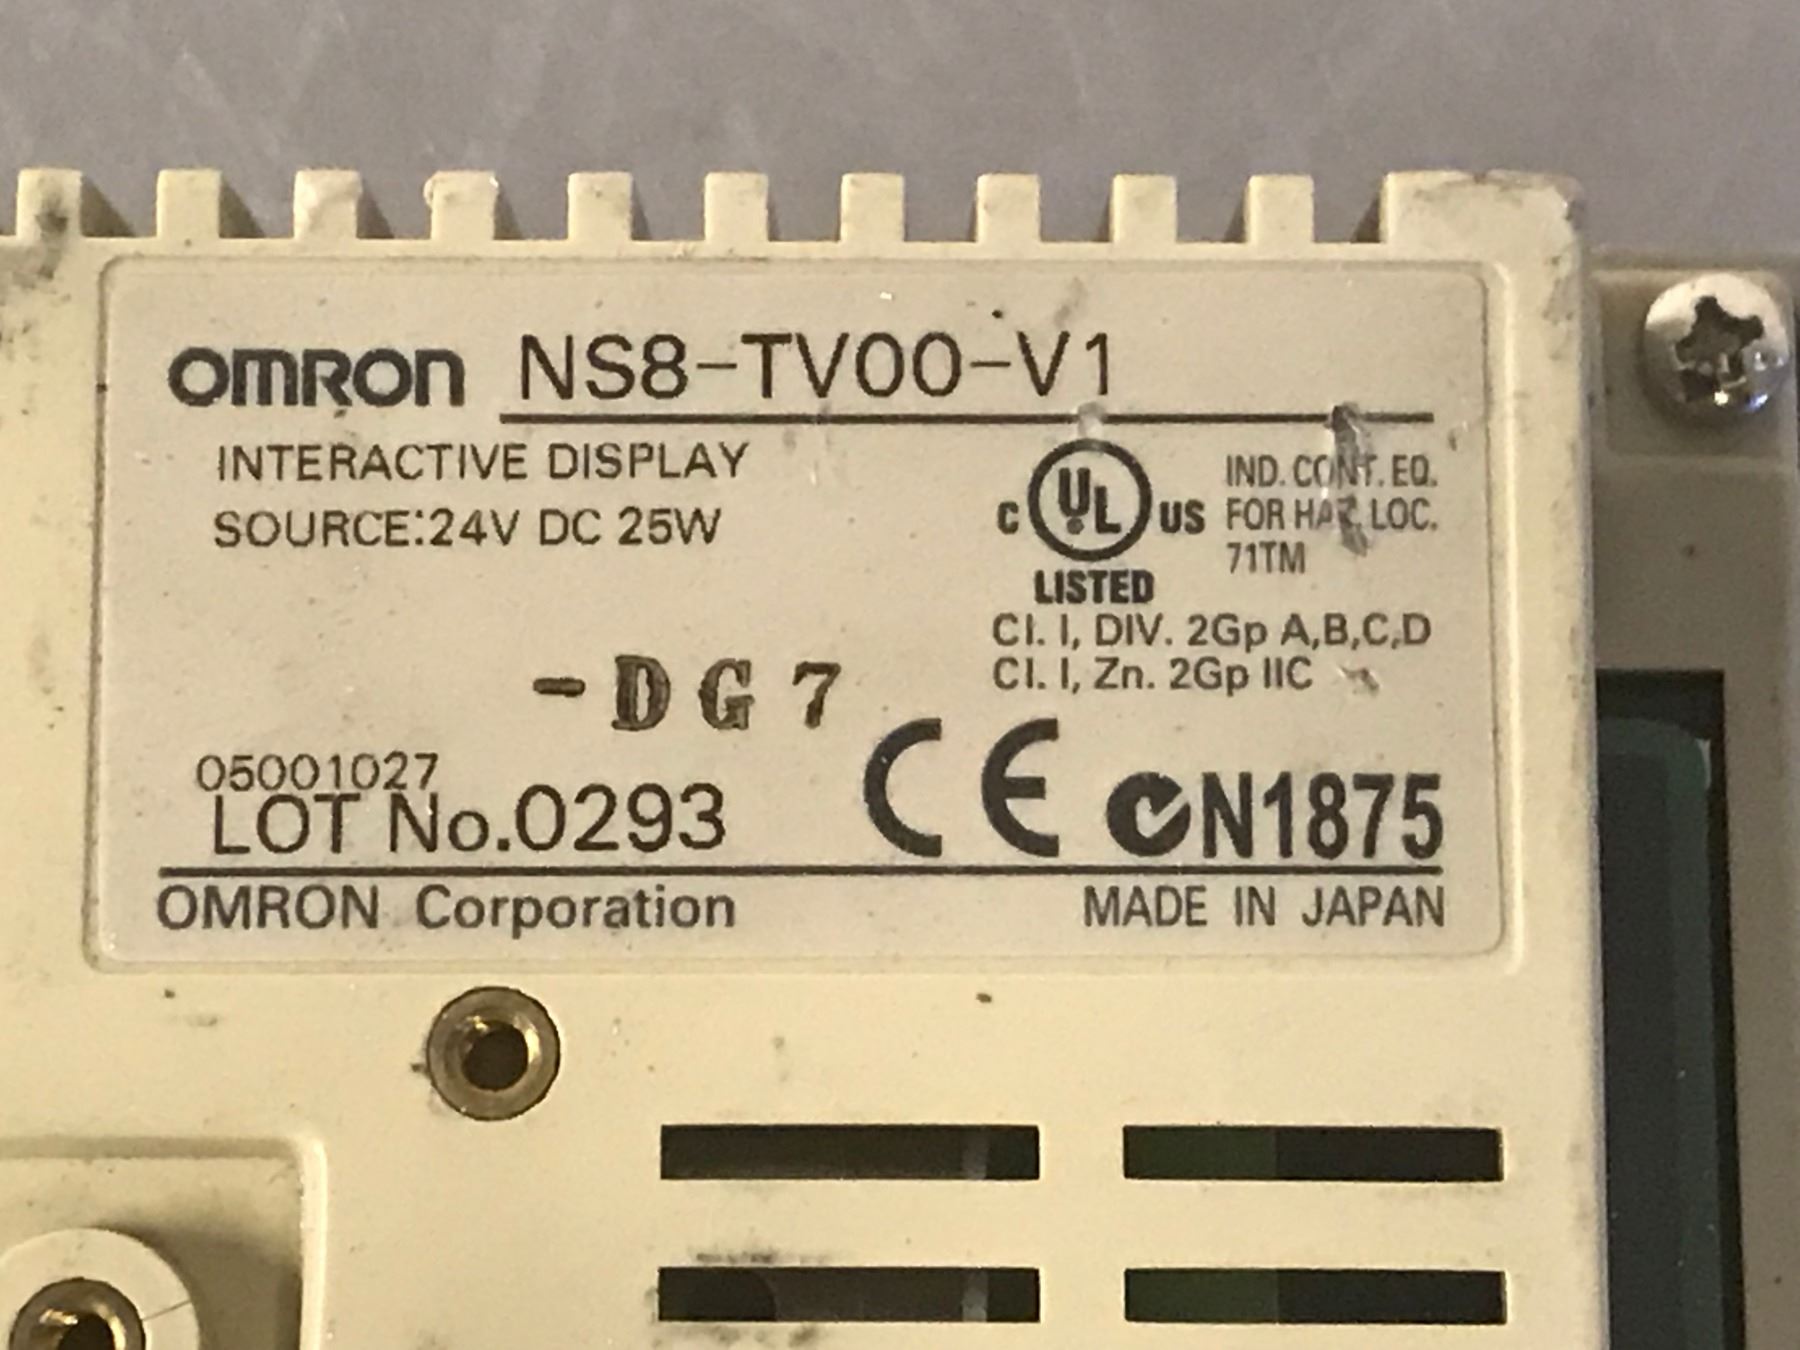 OMRON NS8-TV00-V1
INTERACTIVE DISPLAY
SOURCE:24V DC 25W
C UL US
LISTED
IND. CONT. EQ.
FOR HAZ. LOC.
71TM
Cl. I, DIV. 2Gp A,B,C,D
Cl. I, Zn. 2Gp IIC
-DG7
05001027
LOT No.0293
CE N1875
OMRON Corporation MADE IN JAPAN